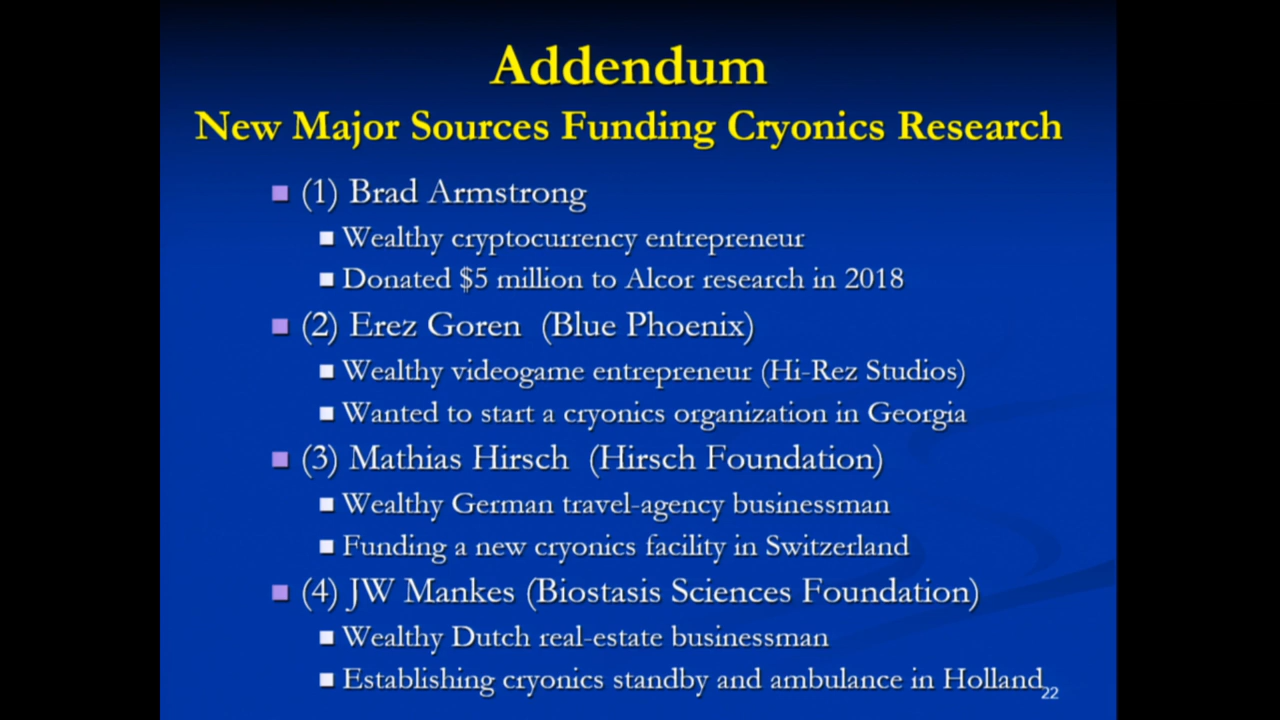 Addendum
New Major Sources Funding Cryonics Research
(1) Brad Armstrong
Wealthy cryptocurrency entrepreneur
Donated $5 million to Alcor research in 2018
(2) Erez Goren (Blue Phoenix)
Wealthy videogame entrepreneur (Hi-Rez Studios)
Wanted to start a cryonics organization in Georgia
(3) Mathias Hirsch (Hirsch Foundation)
Wealthy German travel-agency businessman
Funding a new cryonics facility in Switzerland
(4) JW Mankes (Biostasis Sciences Foundation)
Wealthy Dutch real-estate businessman
Establishing cryonics standby and ambulance in Holland
22